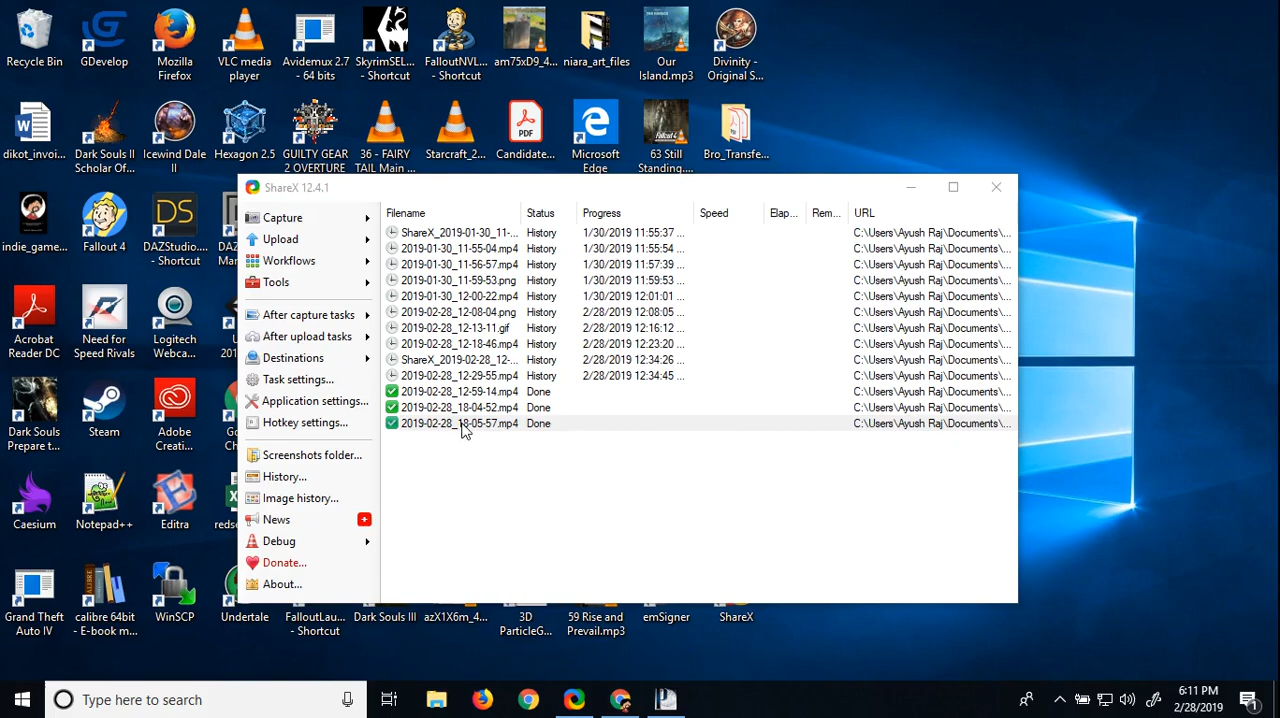 Recycle Bin
GDevelop
Mozilla
Firefox
VLC media
player
Avidemux 2.7
- 64 bits
SkyrimSEL...
- Shortcut
FalloutNVL...
- Shortcut
am75xD9_4...
niara_art_files
Our
Island.mp3
Divinity -
Original S...
dikot_invoi...
Dark Souls II
Scholar Of...
Icewind Dale
II
Hexagon 2.5
GUILTY GEAR
2 OVERTURE
36 - FAIRY
TAIL Main ...
Starcraft_2...
PDF
Candidate...
Microsoft
Edge
63 Still
Standing....
Bro_Transfe...
indie_game...
Fallout 4
DS
DAZStudio...
- Shortcut
Acrobat
Reader DC
Need for
Speed Rivals
Logitech
Webca...
Dark Souls
Prepare t...
Steam
Adobe
Creati...
Caesium
Notepad++
Editra
Grand Theft
Auto IV
calibre 64bit
- E-book m...
WinSCP
Undertale
FalloutLau...
- Shortcut
Dark Souls III
azX1X6m_4...
3D
ParticleG...
59 Rise and
Prevail.mp3
emSigner
ShareX
ShareX 12.4.1
Capture
Upload
Workflows
Tools
After capture tasks
After upload tasks
Destinations
Task settings...
Application settings...
Hotkey settings...
Screenshots folder...
History...
Image history...
News
Debug
Donate...
About...
Filename Status Progress Speed Elap... Rem... URL
ShareX_2019-01-30_11-... History 1/30/2019 11:55:37 ... C:\Users\Ayush Raj\Documents\...
2019-01-30_11-55-04.mp4 History 1/30/2019 11:55:54 ... C:\Users\Ayush Raj\Documents\...
2019-01-30_11-56-57.mp4 History 1/30/2019 11:57:39 ... C:\Users\Ayush Raj\Documents\...
2019-01-30_11-59-53.png History 1/30/2019 11:59:53 ... C:\Users\Ayush Raj\Documents\...
2019-01-30_12-00-22.mp4 History 1/30/2019 12:01:01 ... C:\Users\Ayush Raj\Documents\...
2019-02-28_12-08-04.png History 2/28/2019 12:08:05 ... C:\Users\Ayush Raj\Documents\...
2019-02-28_12-13-11.gif History 2/28/2019 12:16:12 ... C:\Users\Ayush Raj\Documents\...
2019-02-28_12-18-46.mp4 History 2/28/2019 12:23:20 ... C:\Users\Ayush Raj\Documents\...
ShareX_2019-02-28_12-... History 2/28/2019 12:34:26 ... C:\Users\Ayush Raj\Documents\...
2019-02-28_12-29-55.mp4 History 2/28/2019 12:34:45 ... C:\Users\Ayush Raj\Documents\...
2019-02-28_12-59-14.mp4 Done C:\Users\Ayush Raj\Documents\...
2019-02-28_18-04-52.mp4 Done C:\Users\Ayush Raj\Documents\...
2019-02-28_18-05-57.mp4 Done C:\Users\Ayush Raj\Documents\...
Type here to search
6:11 PM
2/28/2019
1